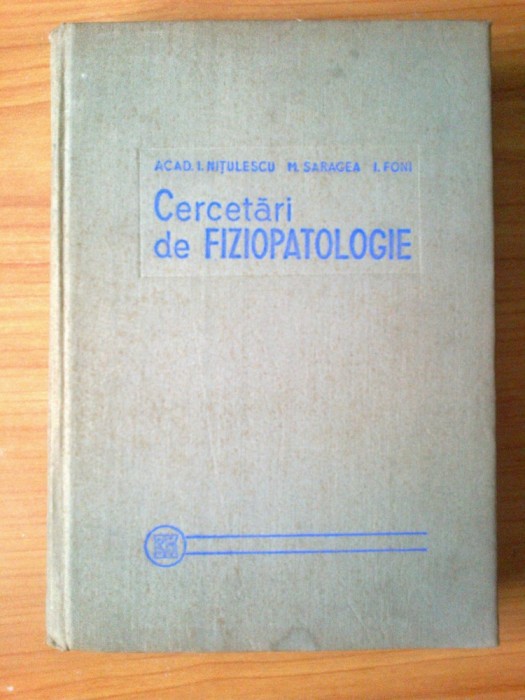 ACAD. I. NIȚULESCU M. SARAGEA I. FONI
Cercetări
de FIZIOPATOLOGIE